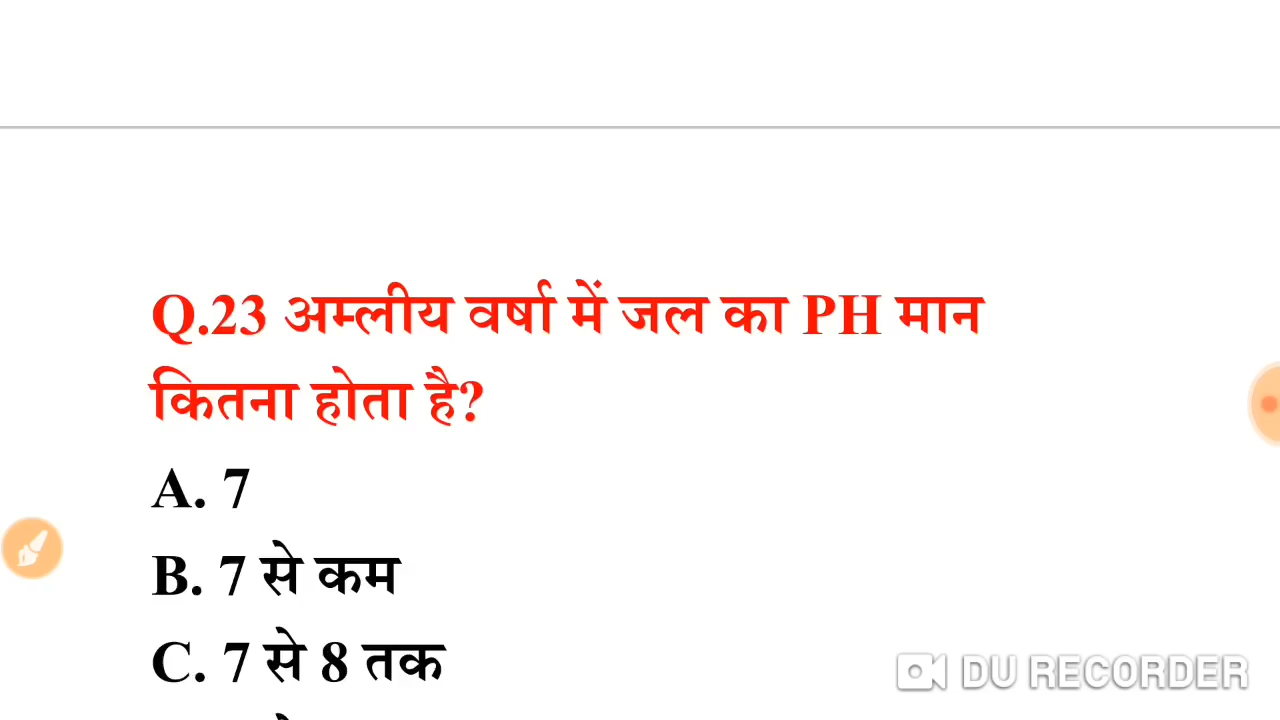 Q.23 अम्लीय वर्षा में जल का PH मान
कितना होता है?
A. 7
B. 7 से कम
C. 7 से 8 तक
DU RECORDER